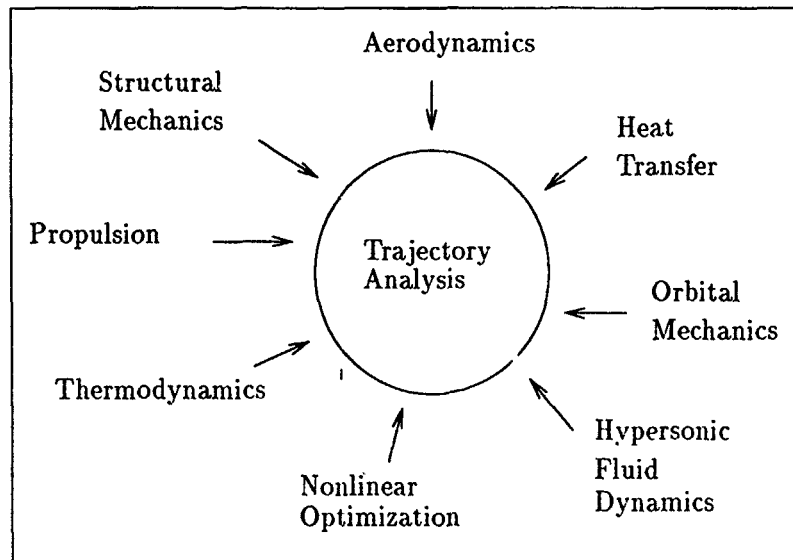 Aerodynamics
Structural
Mechanics
Heat
Transfer
Propulsion
Trajectory
Analysis
Orbital
Mechanics
Thermodynamics
Hypersonic
Fluid
Dynamics
Nonlinear
Optimization